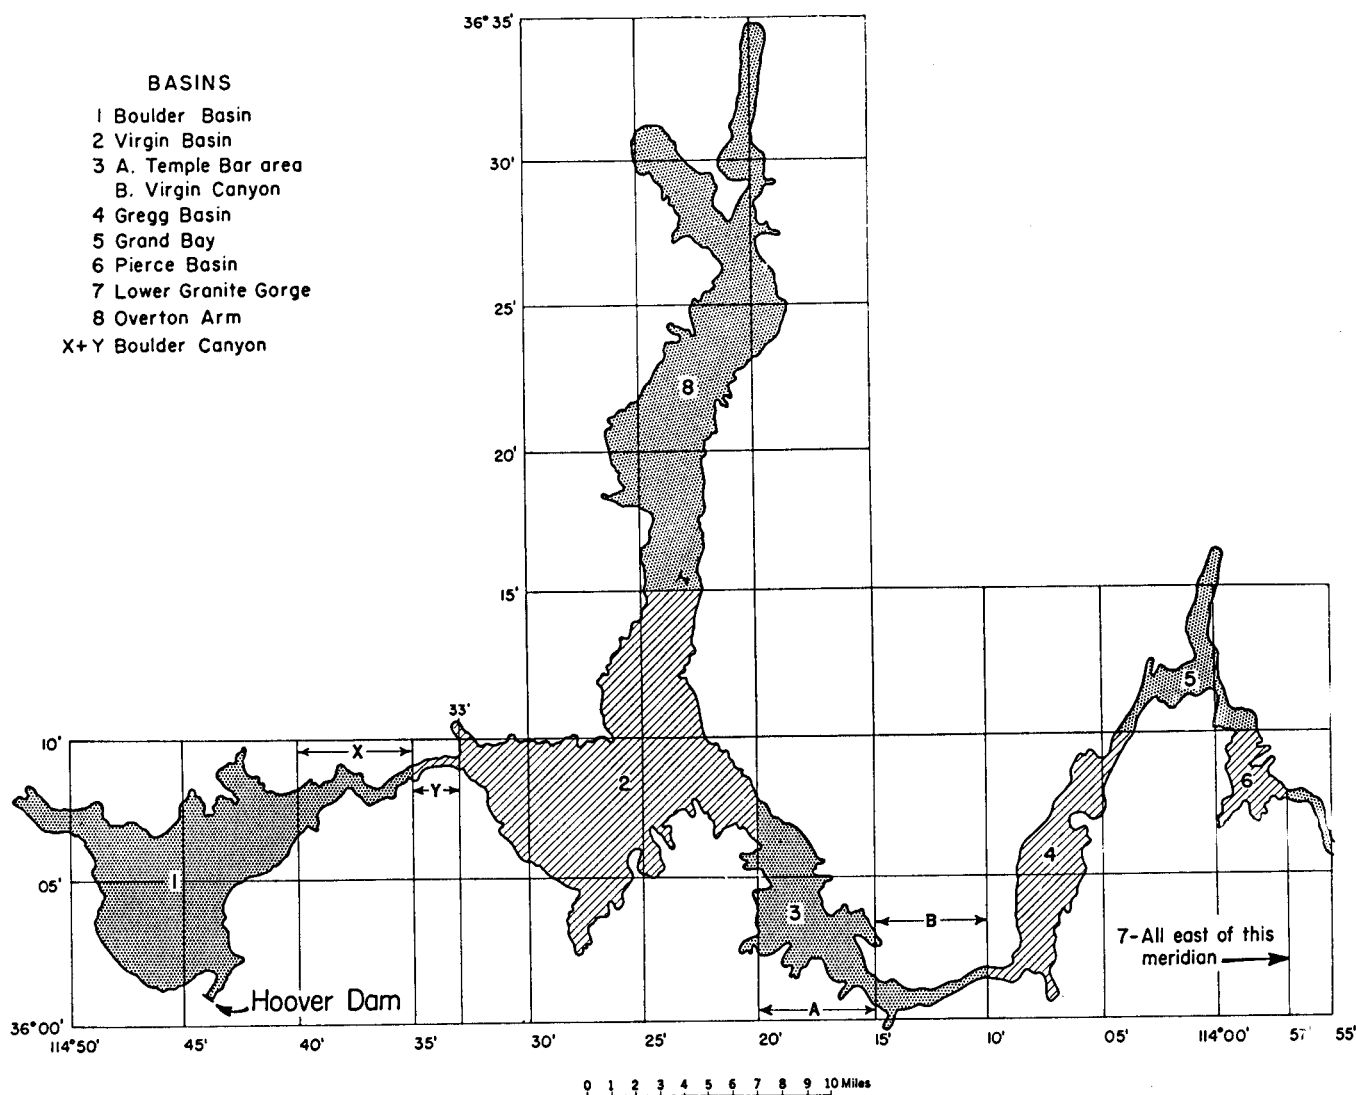 BASINS
1 Boulder Basin
2 Virgin Basin
3 A. Temple Bar area
B. Virgin Canyon
4 Gregg Basin
5 Grand Bay
6 Pierce Basin
7 Lower Granite Gorge
8 Overton Arm
X+Y Boulder Canyon
36° 35'
30'
25'
8
20'
15'
5
33'
10'
X
2
6
Y
4
05'
1
3
B
7-All east of this
meridian
Hoover Dam
A
36° 00'
114° 50' 45' 40' 35' 30' 25' 20' 15' 10' 05' 114° 00' 57' 55'
0 1 2 3 4 5 6 7 8 9 10 Miles